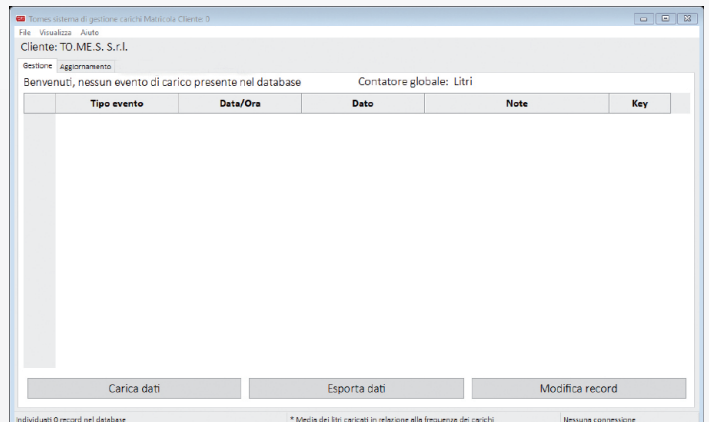 Tomes sistema di gestione carichi Matricola Cliente: 0
File Visualizza Aiuto
Cliente: TO.ME.S. S.r.l.
Gestione Aggiornamento
Benvenuti, nessun evento di carico presente nel database Contatore globale: Litri
Tipo evento Data/Ora Dato Note Key
Carica dati Esporta dati Modifica record
Individuati 0 record nel database * Media dei litri caricati in relazione alla frequenza dei carichi Nessuna connessione